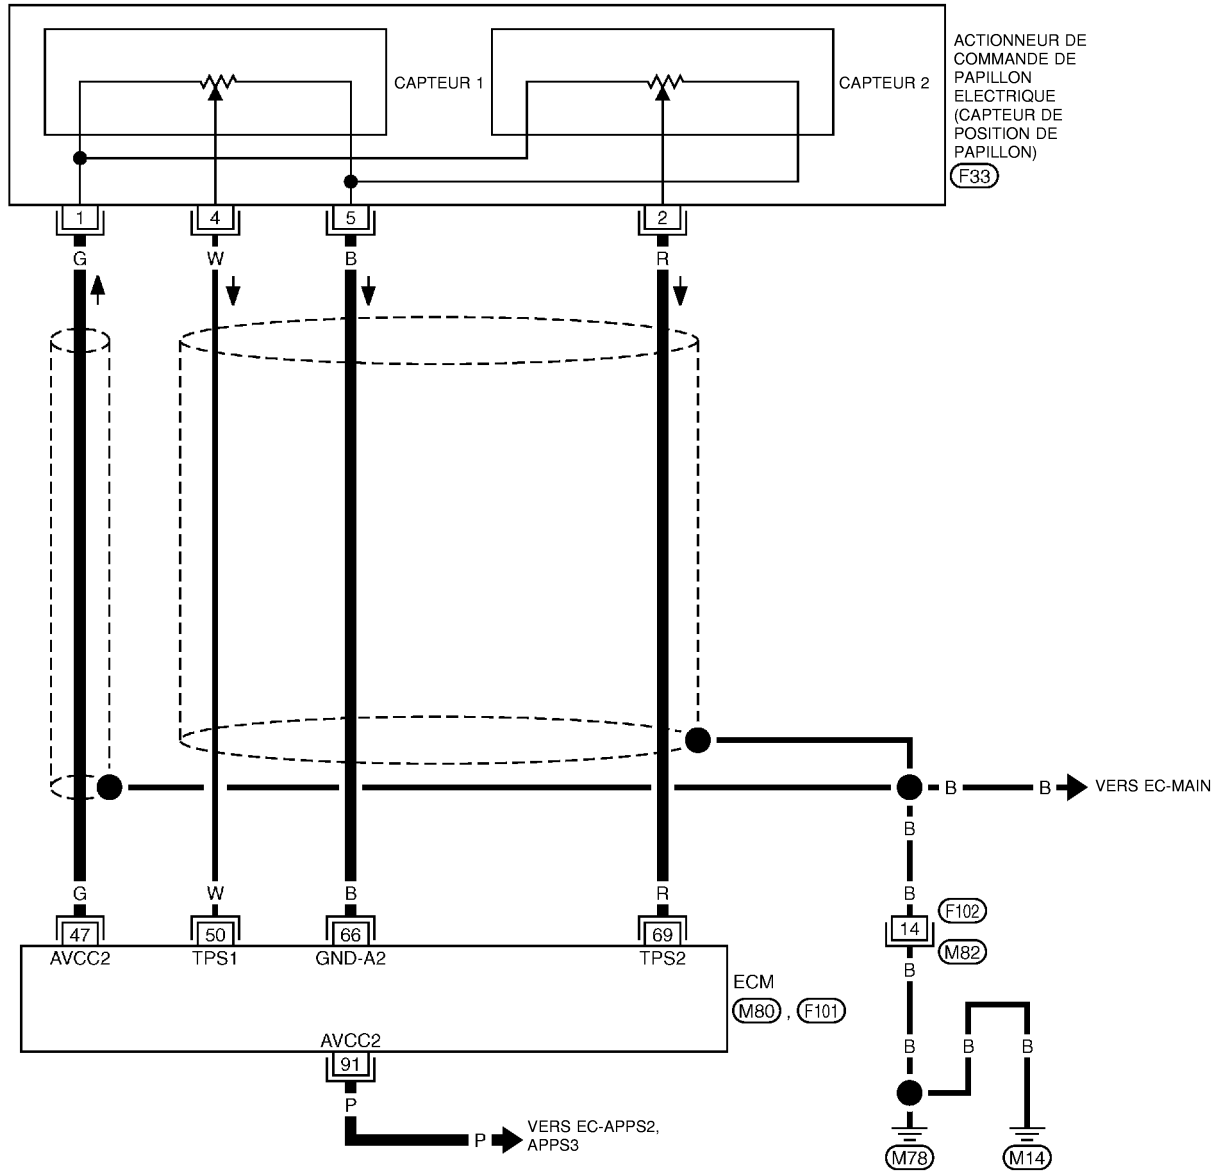 ACTIONNEUR DE
COMMANDE DE
PAPILLON
ELECTRIQUE
(CAPTEUR DE
POSITION DE
PAPILLON)
F33
CAPTEUR 1
CAPTEUR 2
1
4
5
2
G
W
B
R
B
B
VERS EC-MAIN
B
G
W
B
R
B
47
50
66
69
14
F102
M82
AVCC2
TPS1
GND-A2
TPS2
B
ECM
M80 , F101
AVCC2
B
B
B
91
P
P
VERS EC-APPS2,
APPS3
M78
M14